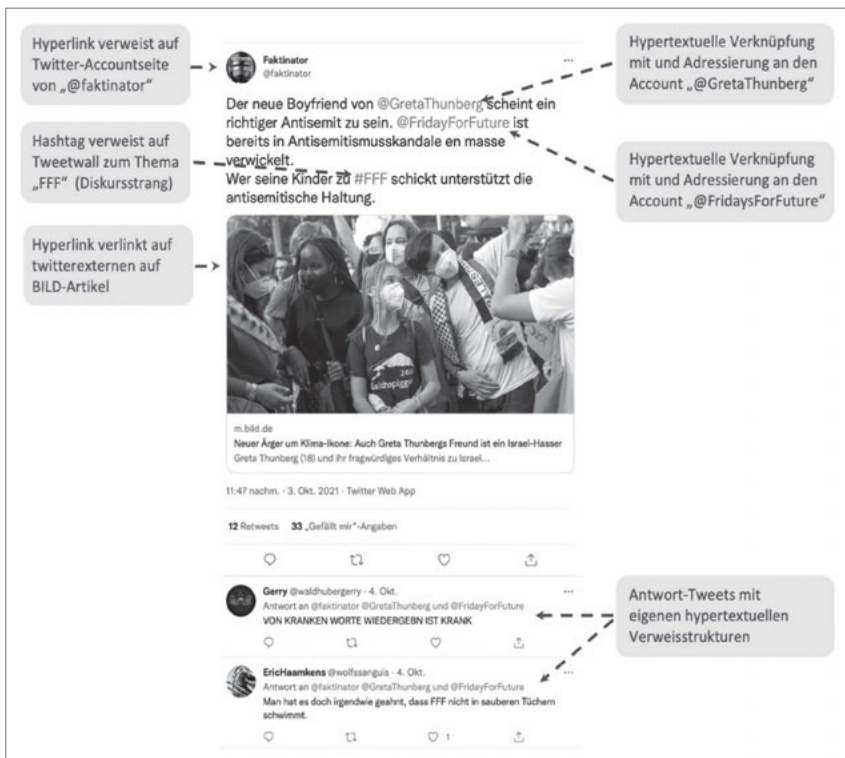 Hyperlink verweist auf
Twitter-Accountseite
von „@faktinator“
Hashtag verweist auf
Tweetwall zum Thema
„FFF“ (Diskursstrang)
Hyperlink verlinkt auf
twitterexternen auf
BILD-Artikel
Faktinator
@faktinator
Der neue Boyfriend von @GretaThunberg scheint ein
richtiger Antisemit zu sein. @FridayForFuture ist
bereits in Antisemitismusskandale en masse
verwickelt.
Wer seine Kinder zu #FFF schickt unterstützt die
antisemitische Haltung.
m.bild.de
Neuer Ärger um Klima-Ikone: Auch Greta Thunbergs Freund ist ein Israel-Hasser
Greta Thunberg (18) und ihr fragwürdiges Verhältnis zu Israel...
11:47 nachm. · 3. Okt. 2021 · Twitter Web App
12 Retweets 33 „Gefällt mir“-Angaben
Gerry @waldhubergerry · 4. Okt.
Antwort an @faktinator @GretaThunberg und @FridayForFuture
VON KRANKEN WORTE WIEDERGEBN IST KRANK
EricHaamkens @wolfssanguis · 4. Okt.
Antwort an @faktinator @GretaThunberg und @FridayForFuture
Man hat es doch irgendwie geahnt, dass FFF nicht in sauberen Tüchern
schwimmt.
1
Hypertextuelle Verknüpfung
mit und Adressierung an den
Account „@GretaThunberg“
Hypertextuelle Verknüpfung
mit und Adressierung an den
Account „@FridaysForFuture“
Antwort-Tweets mit
eigenen hypertextuellen
Verweisstrukturen